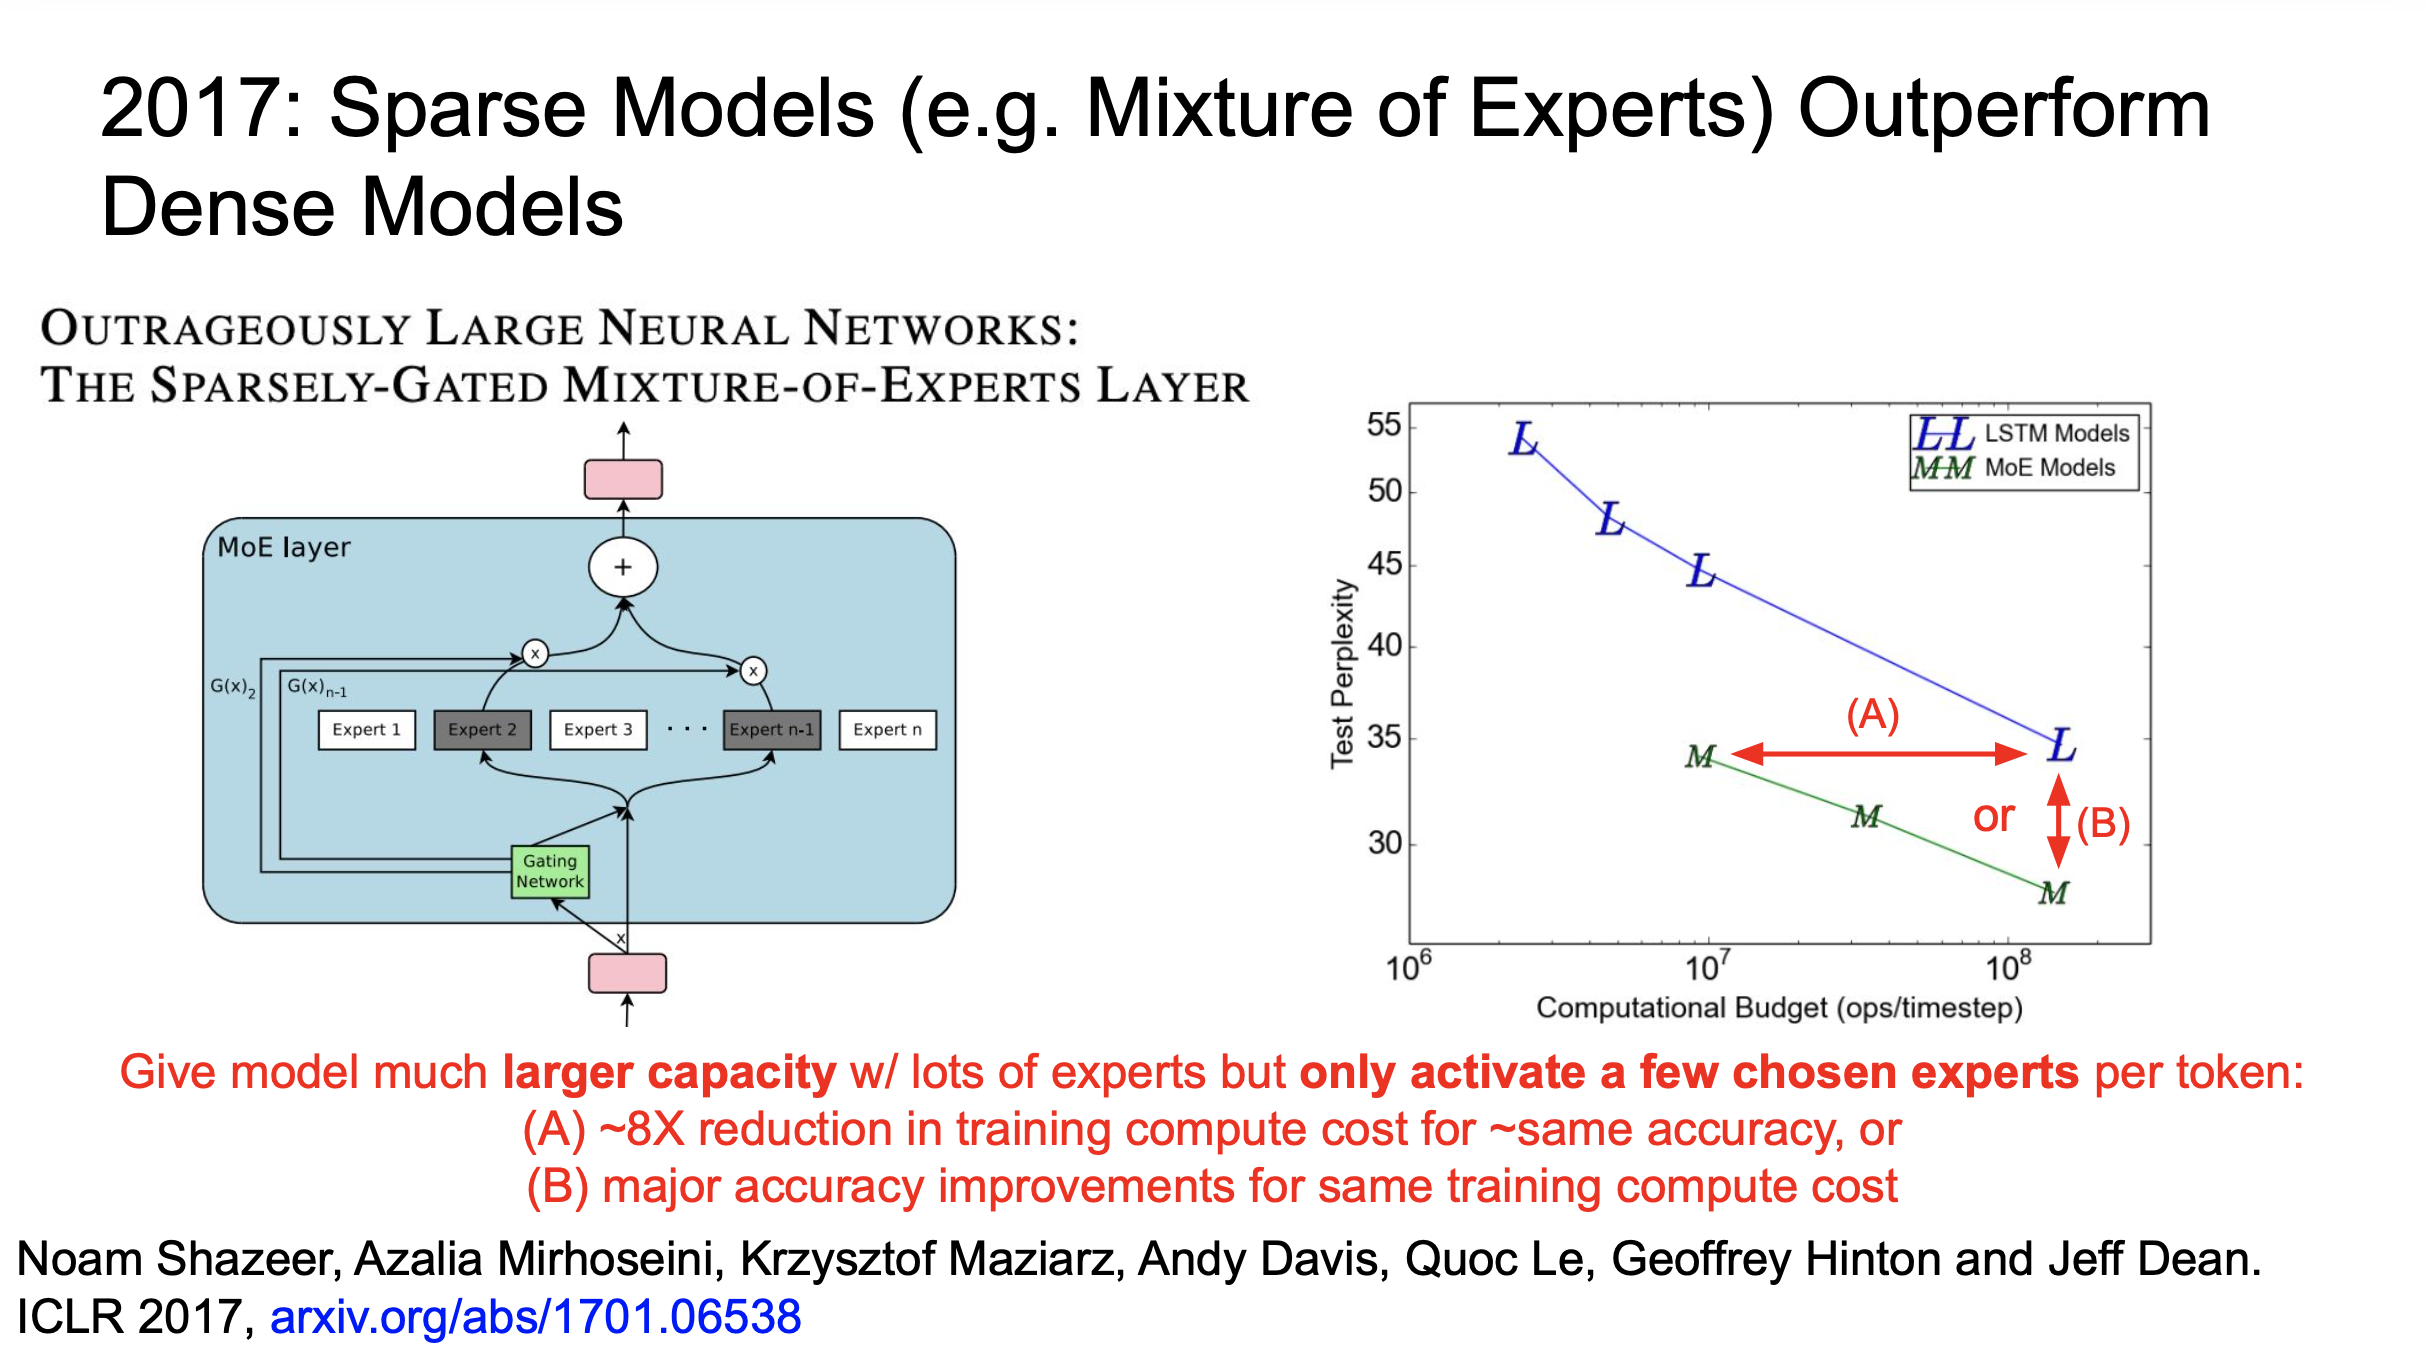 2017: Sparse Models (e.g. Mixture of Experts) Outperform
Dense Models
OUTRAGEOUSLY LARGE NEURAL NETWORKS:
THE SPARSELY-GATED MIXTURE-OF-EXPERTS LAYER
MoE layer
+
x
x
G(x)2
G(x)n-1
Expert 1
Expert 2
Expert 3
. . .
Expert n-1
Expert n
Gating
Network
x
55
50
45
40
35
30
Test Perplexity
L
L
L
L
M
M
M
LL LSTM Models
MM MoE Models
(A)
or
(B)
10^6
10^7
10^8
Computational Budget (ops/timestep)
Give model much larger capacity w/ lots of experts but only activate a few chosen experts per token:
(A) ~8X reduction in training compute cost for ~same accuracy, or
(B) major accuracy improvements for same training compute cost
Noam Shazeer, Azalia Mirhoseini, Krzysztof Maziarz, Andy Davis, Quoc Le, Geoffrey Hinton and Jeff Dean.
ICLR 2017, arxiv.org/abs/1701.06538